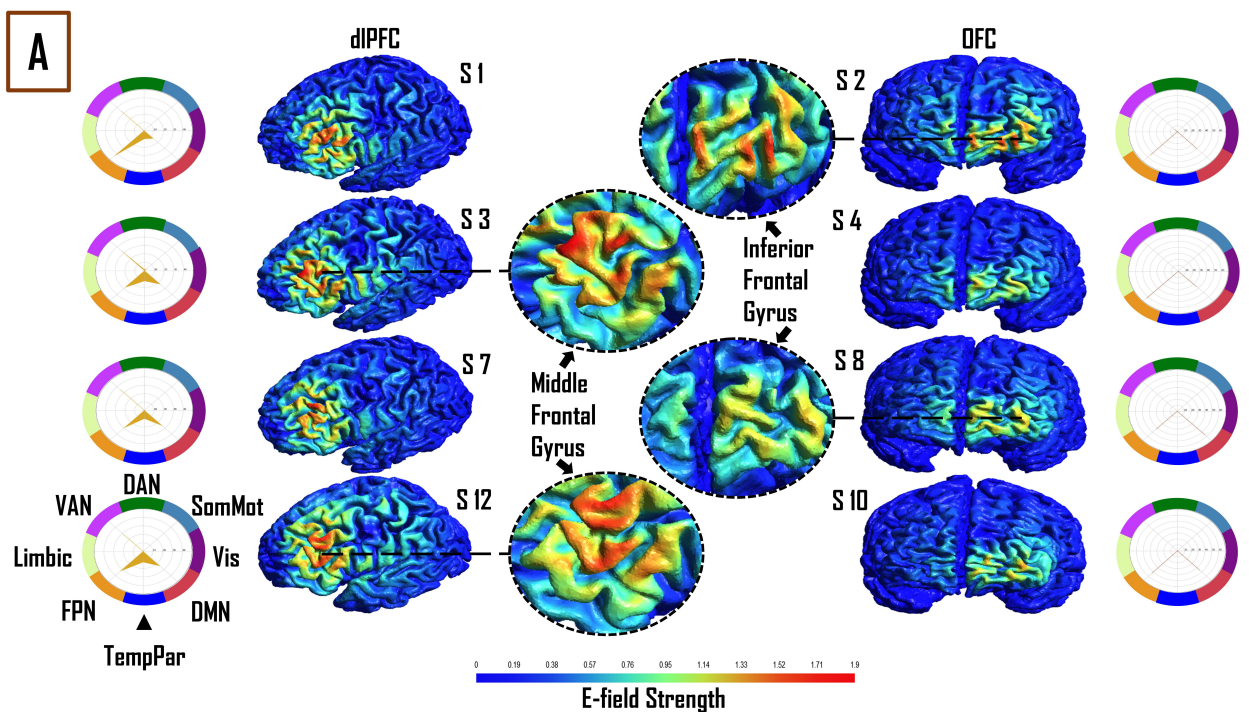 A
dlPFC
OFC
S 1
S 2
S 3
S 4
Inferior
Frontal
Gyrus
S 7
S 8
Middle
Frontal
Gyrus
DAN
VAN
SomMot
S 12
S 10
Limbic
Vis
FPN
DMN
TempPar
0 0.19 0.38 0.57 0.76 0.95 1.14 1.33 1.52 1.71 1.9
E-field Strength